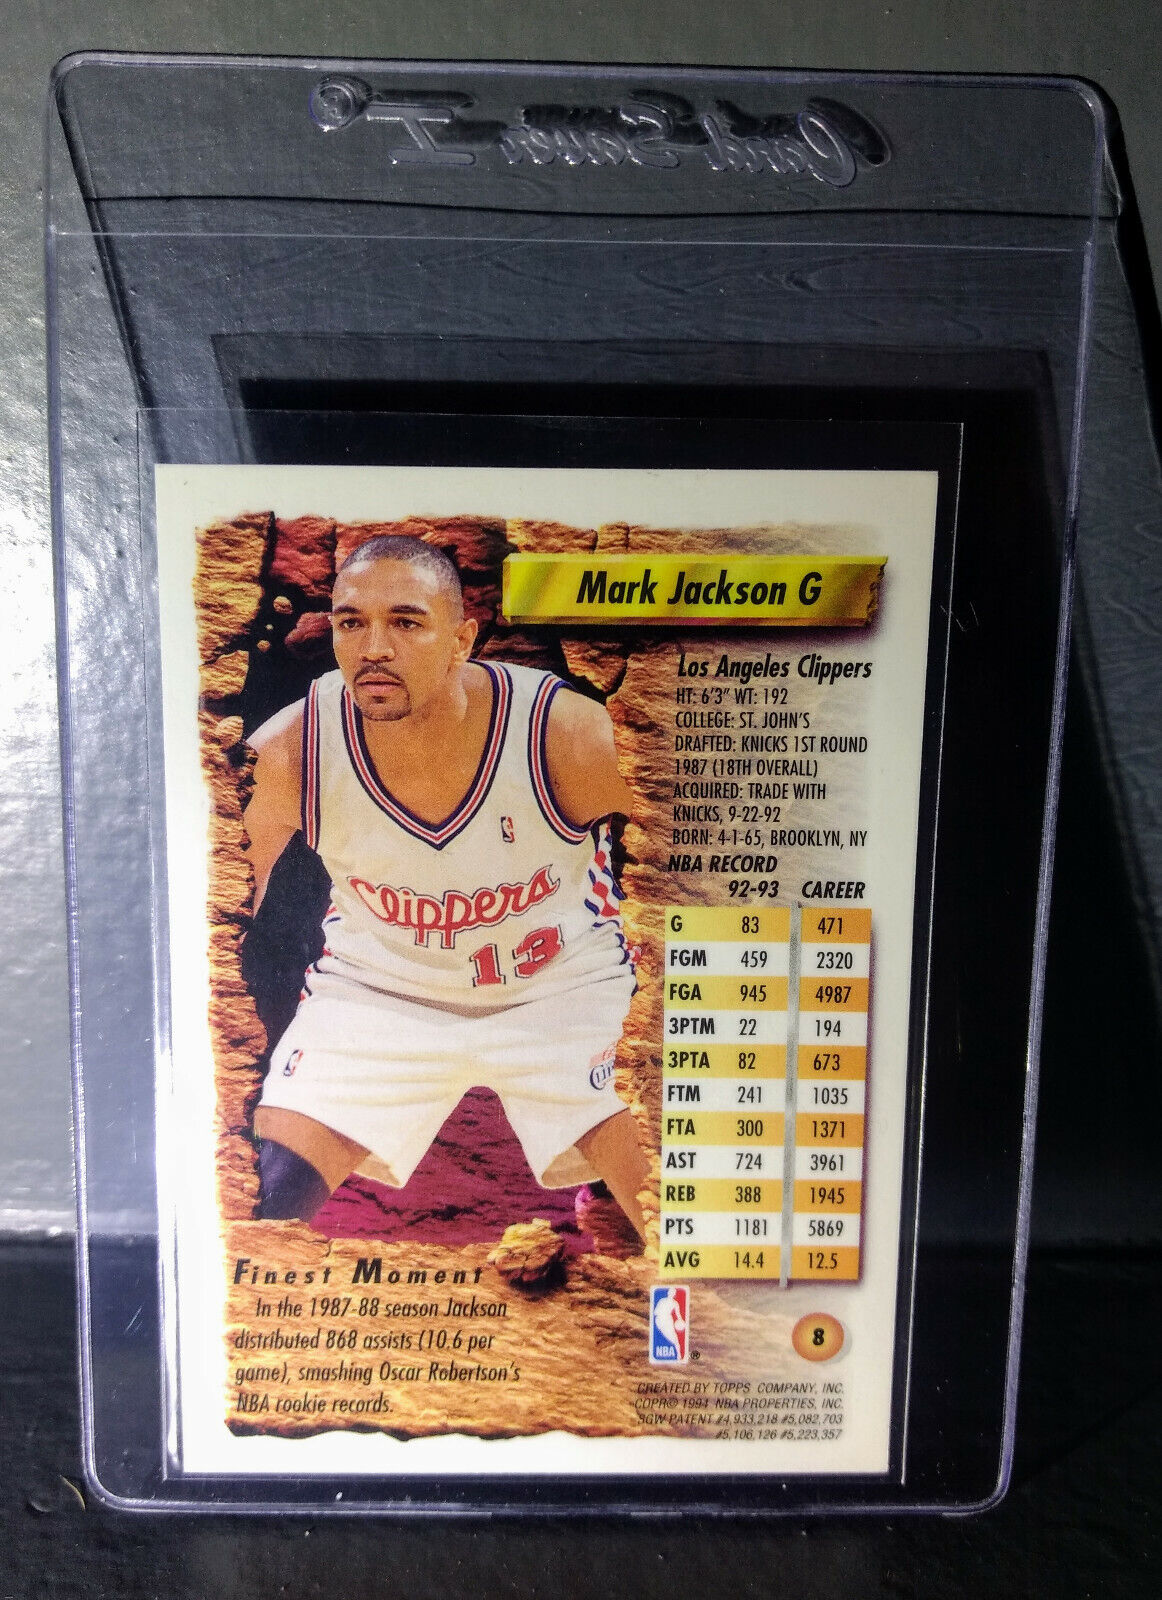 Card Saver I
Mark Jackson G
Los Angeles Clippers
HT: 6'3" WT: 192
COLLEGE: ST. JOHN'S
DRAFTED: KNICKS 1ST ROUND
1987 (18TH OVERALL)
ACQUIRED: TRADE WITH
KNICKS, 9-22-92
BORN: 4-1-65, BROOKLYN, NY
NBA RECORD
92-93 CAREER
G 83 471
FGM 459 2320
FGA 945 4987
3PTM 22 194
3PTA 82 673
FTM 241 1035
FTA 300 1371
AST 724 3961
REB 388 1945
PTS 1181 5869
AVG 14.4 12.5
Clippers
13
Finest Moment
In the 1987-88 season Jackson
distributed 868 assists (10.6 per
game), smashing Oscar Robertson's
NBA rookie records.
NBA ®
8
CREATED BY TOPPS COMPANY, INC.
COPR© 1994 NBA PROPERTIES, INC.
SGW PATENT #4,933,218 #5,082,703
#5,106,126 #5,223,357